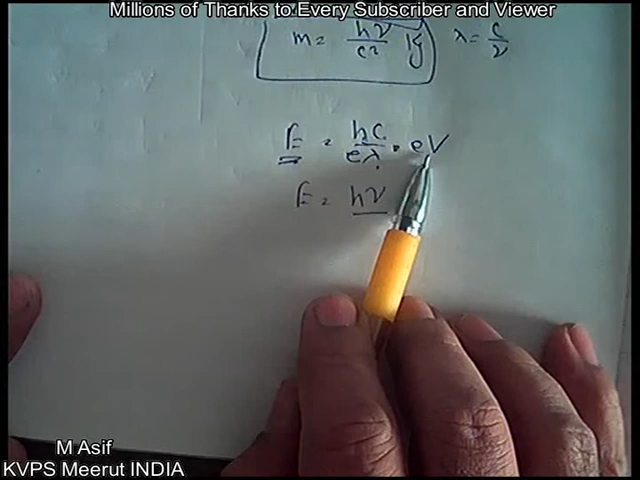 Millions of Thanks to Every Subscriber and Viewer
m = hν/c² Kg λ = c/ν
E = hc/eλ · eV
E = hν
M Asif
KVPS Meerut INDIA